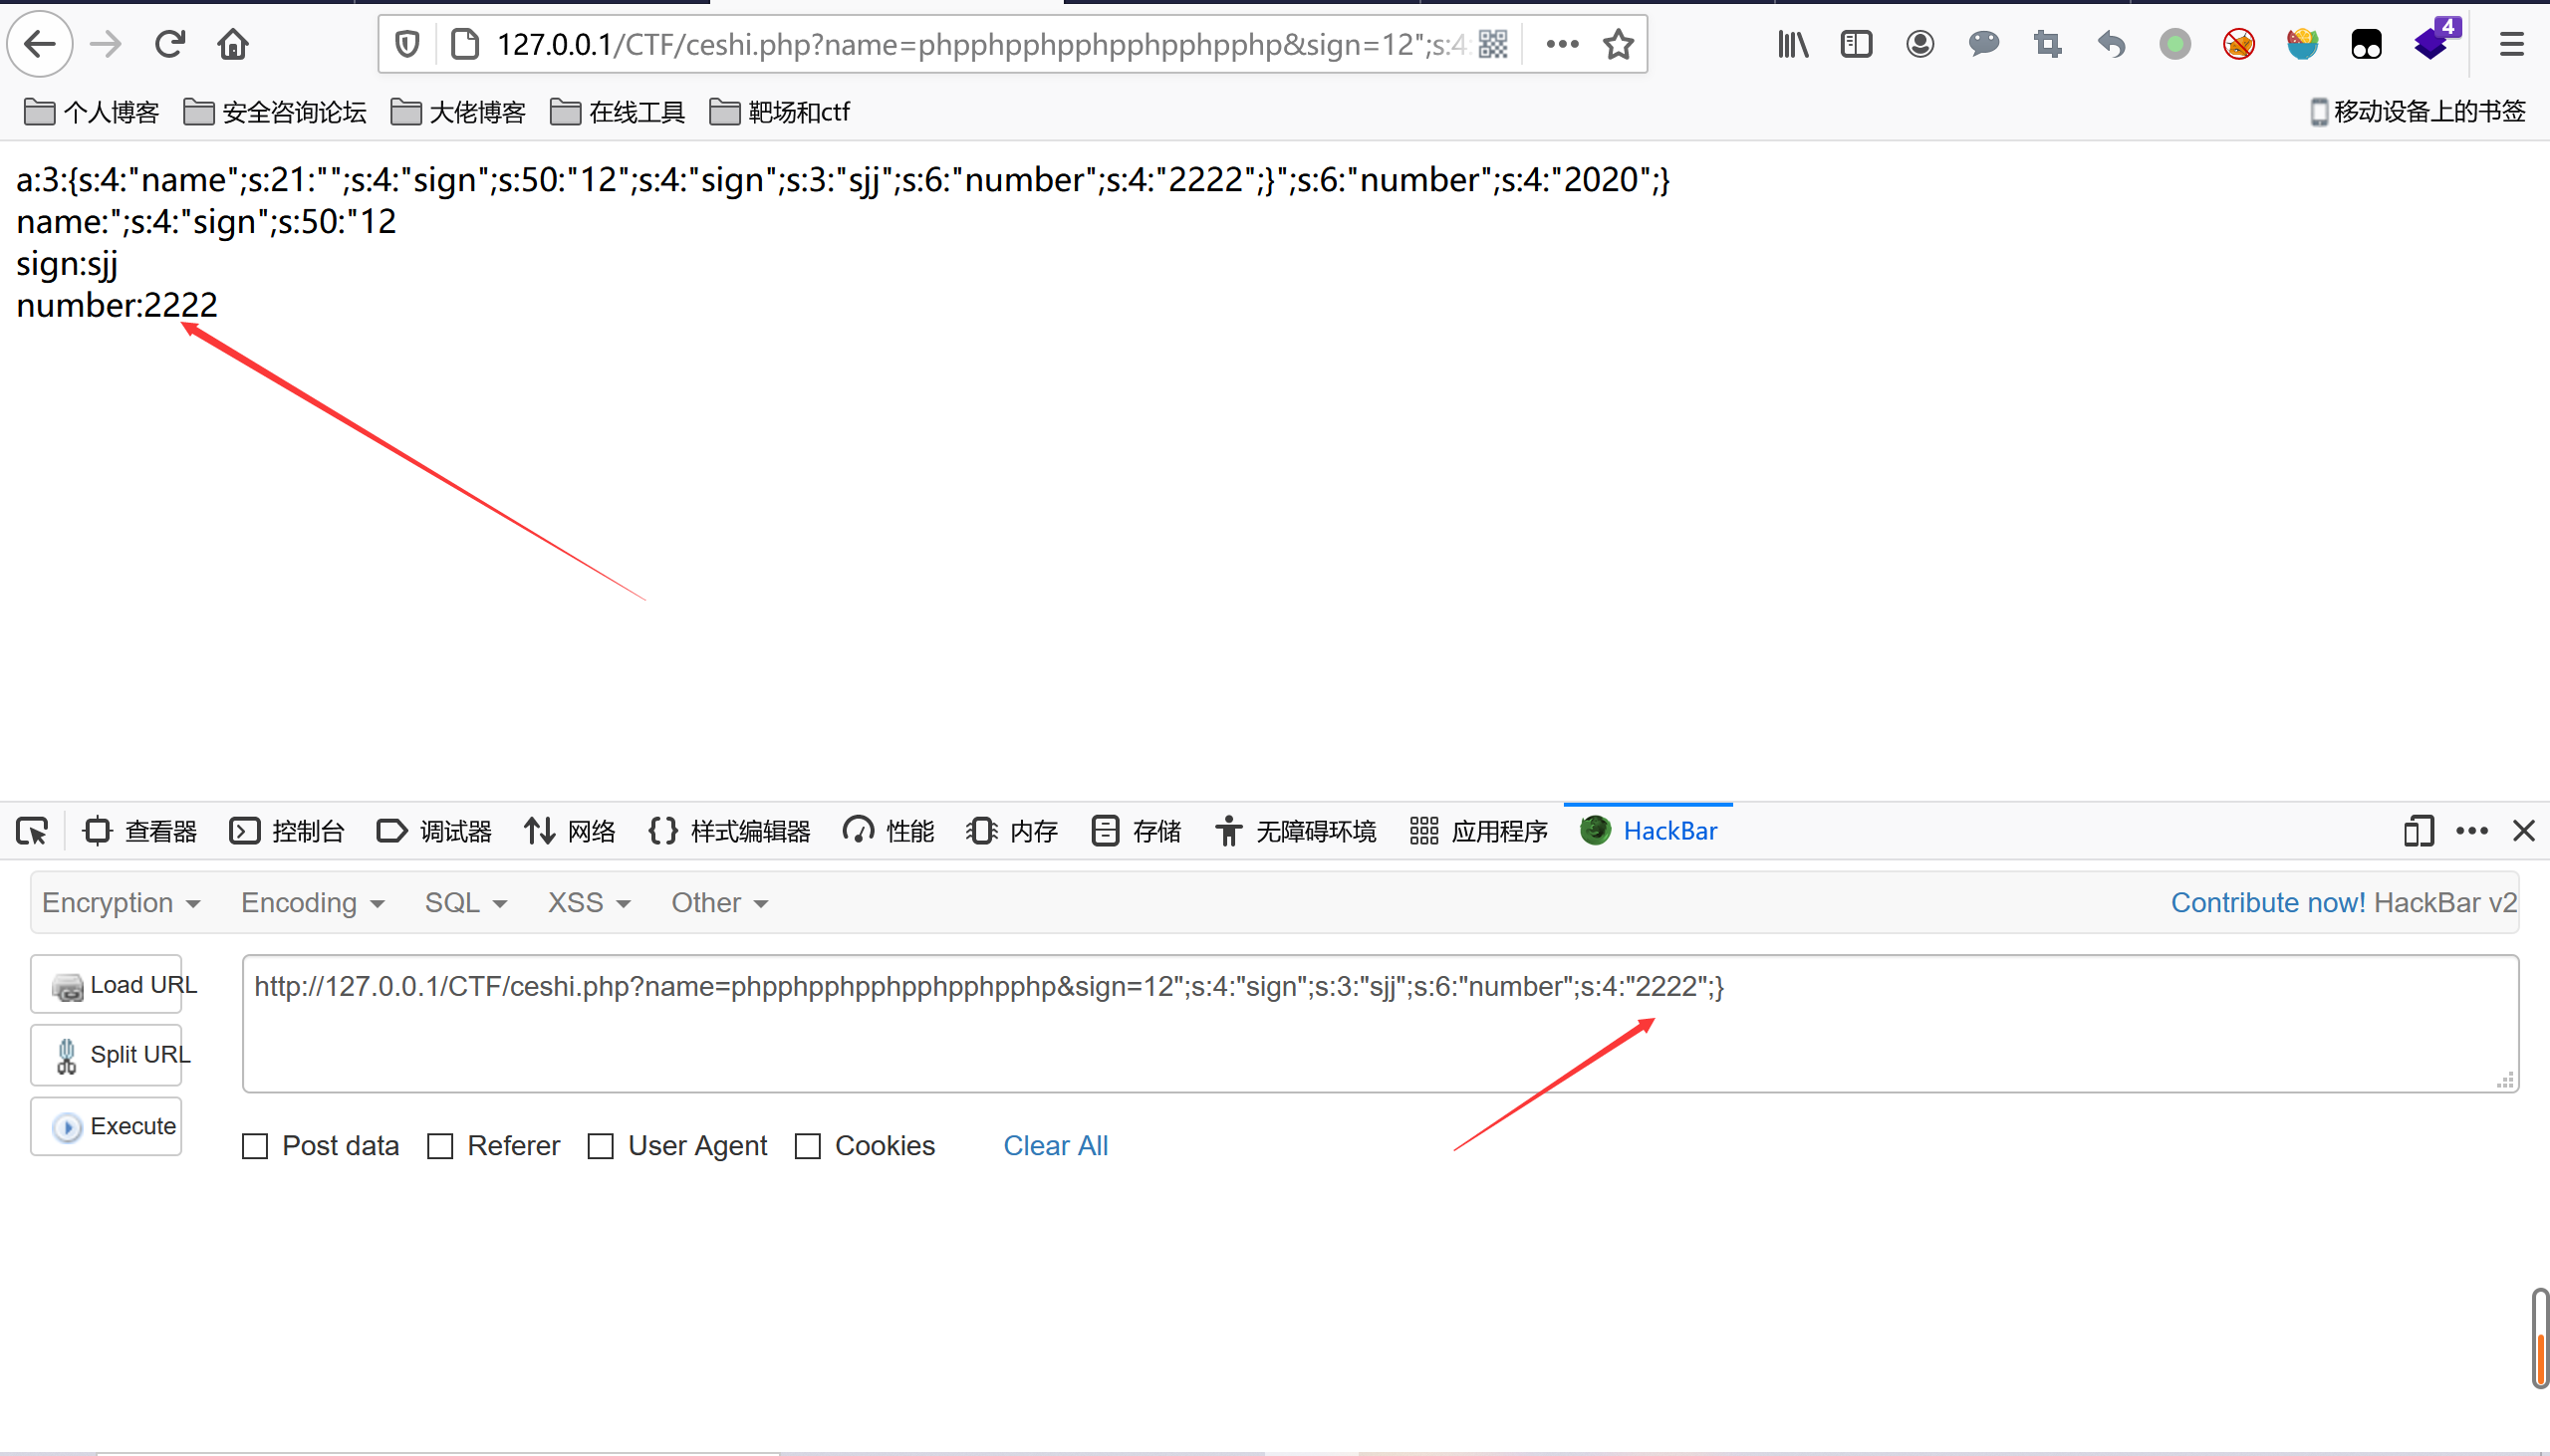 127.0.0.1/CTF/ceshi.php?name=phpphpphpphpphpphpphp&sign=12";s:4:
4
个人博客 安全咨询论坛 大佬博客 在线工具 靶场和ctf 移动设备上的书签
a:3:{s:4:"name";s:21:"";s:4:"sign";s:50:"12";s:4:"sign";s:3:"sjj";s:6:"number";s:4:"2222";}";s:6:"number";s:4:"2020";}
name:";s:4:"sign";s:50:"12
sign:sjj
number:2222
查看器 控制台 调试器 网络 样式编辑器 性能 内存 存储 无障碍环境 应用程序 HackBar
Encryption Encoding SQL XSS Other Contribute now! HackBar v2
Load URL
http://127.0.0.1/CTF/ceshi.php?name=phpphpphpphpphpphpphp&sign=12";s:4:"sign";s:3:"sjj";s:6:"number";s:4:"2222";}
Split URL
Execute
Post data Referer User Agent Cookies Clear All